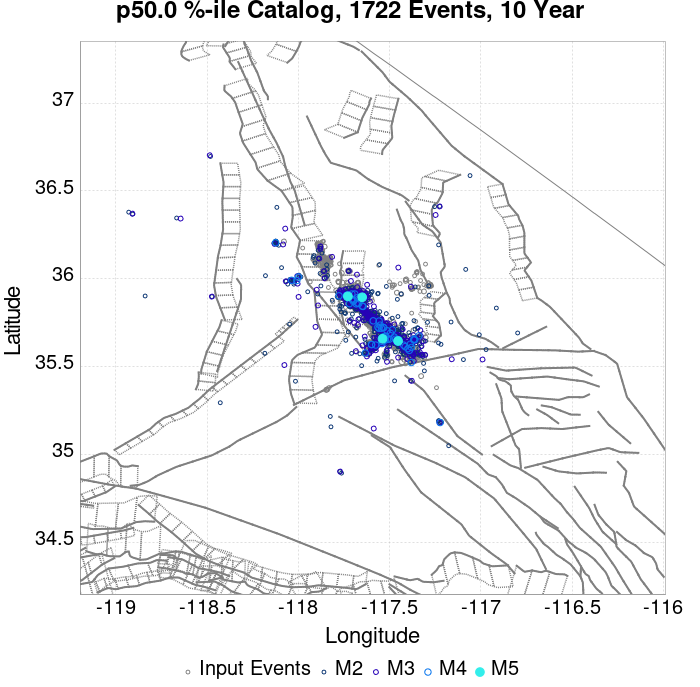 p50.0 %-ile Catalog, 1722 Events, 10 Year
37
36.5
36
35.5
35
34.5
Latitude
-119 -118.5 -118 -117.5 -117 -116.5 -116
Longitude
Input Events M2 M3 M4 M5